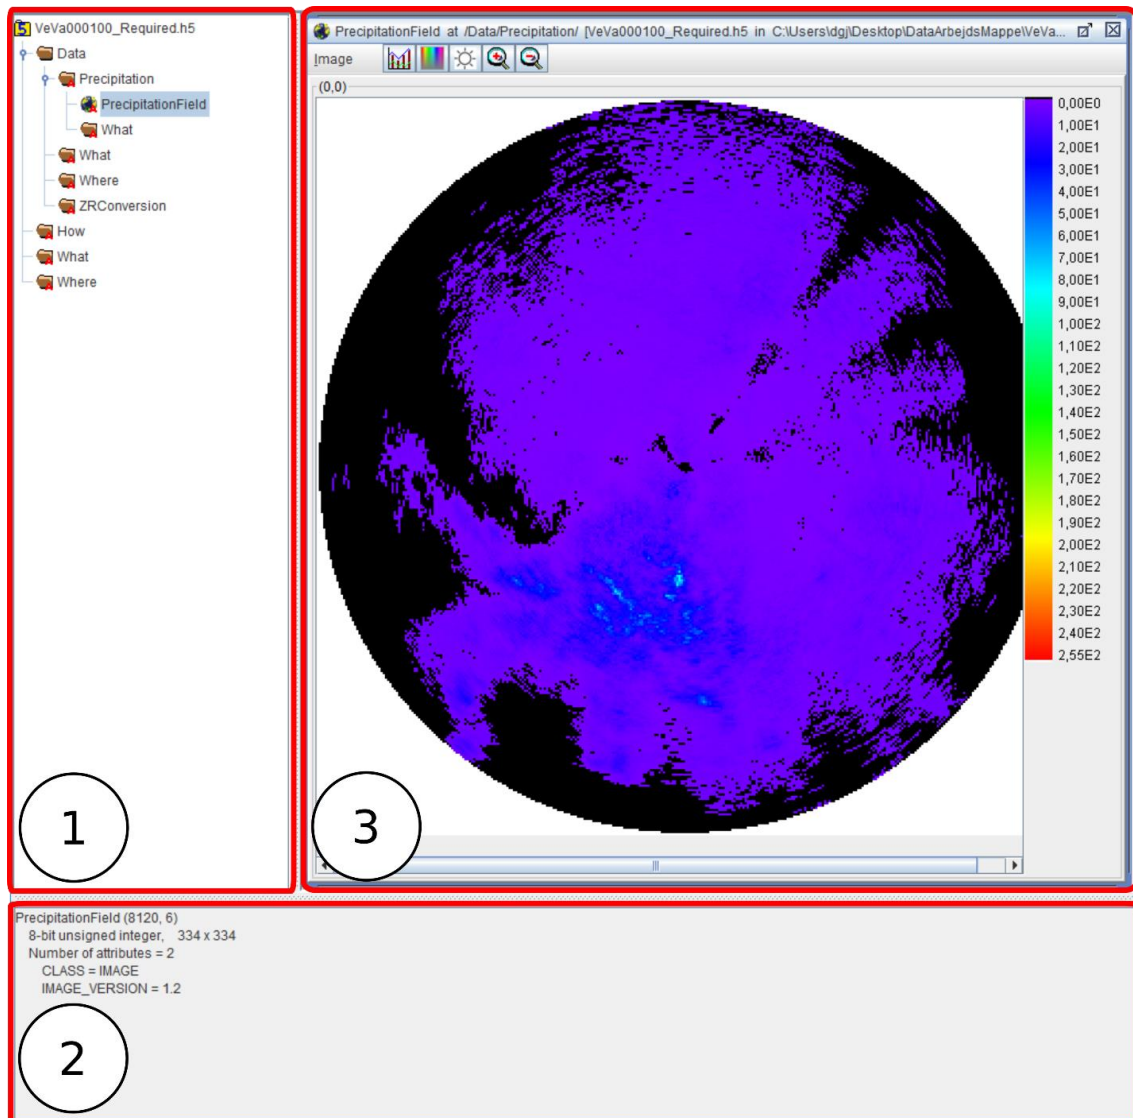 VeVa000100_Required.h5
Data
Precipitation
PrecipitationField
What
What
Where
ZRConversion
How
What
Where
1
PrecipitationField at /Data/Precipitation/ [VeVa000100_Required.h5 in C:\Users\dgj\Desktop\DataArbejdsMappe\VeVa...
Image
(0,0)
0,00E0
1,00E1
2,00E1
3,00E1
4,00E1
5,00E1
6,00E1
7,00E1
8,00E1
9,00E1
1,00E2
1,10E2
1,20E2
1,30E2
1,40E2
1,50E2
1,60E2
1,70E2
1,80E2
1,90E2
2,00E2
2,10E2
2,20E2
2,30E2
2,40E2
2,55E2
3
PrecipitationField (8120, 6)
8-bit unsigned integer, 334 x 334
Number of attributes = 2
CLASS = IMAGE
IMAGE_VERSION = 1.2
2